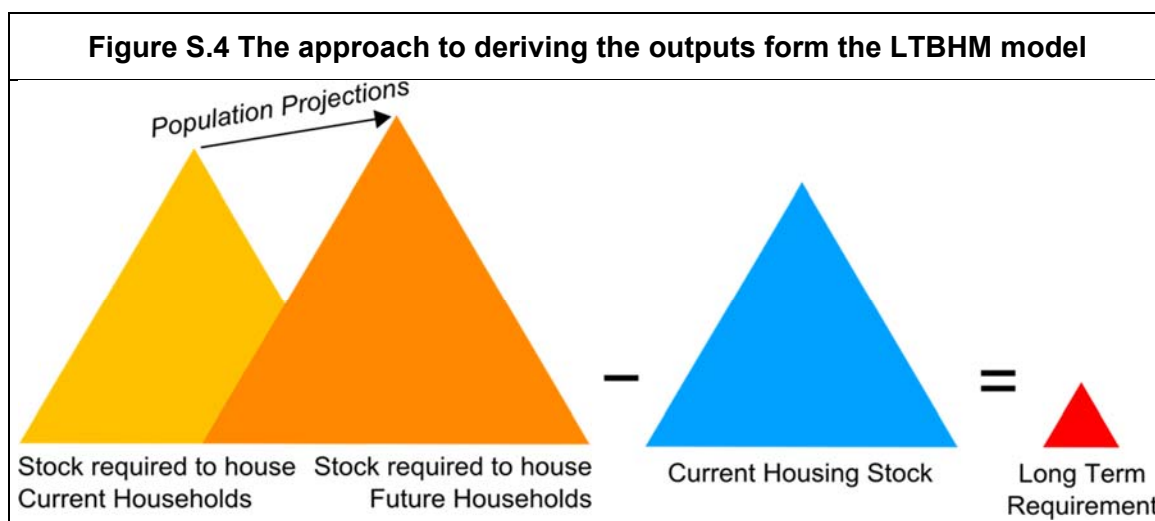 Figure S.4 The approach to deriving the outputs form the LTBHM model
Population Projections
− =
Stock required to house
Current Households
Stock required to house
Future Households
Current Housing Stock
Long Term
Requirement